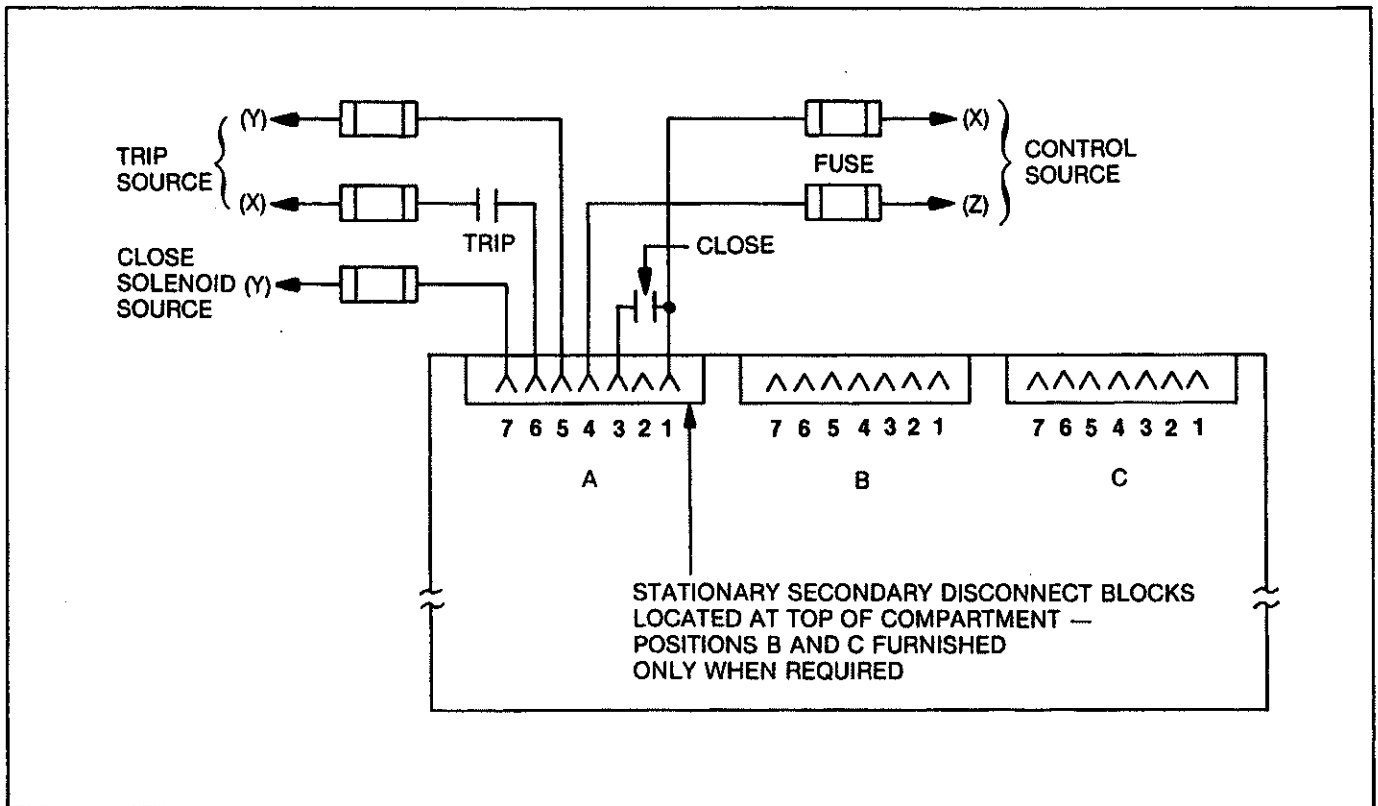 TRIP
SOURCE
(Y)
(X)
TRIP
CLOSE
SOLENOID (Y)
SOURCE
FUSE
(X)
(Z)
CONTROL
SOURCE
CLOSE
7 6 5 4 3 2 1
A
7 6 5 4 3 2 1
B
7 6 5 4 3 2 1
C
STATIONARY SECONDARY DISCONNECT BLOCKS
LOCATED AT TOP OF COMPARTMENT —
POSITIONS B AND C FURNISHED
ONLY WHEN REQUIRED